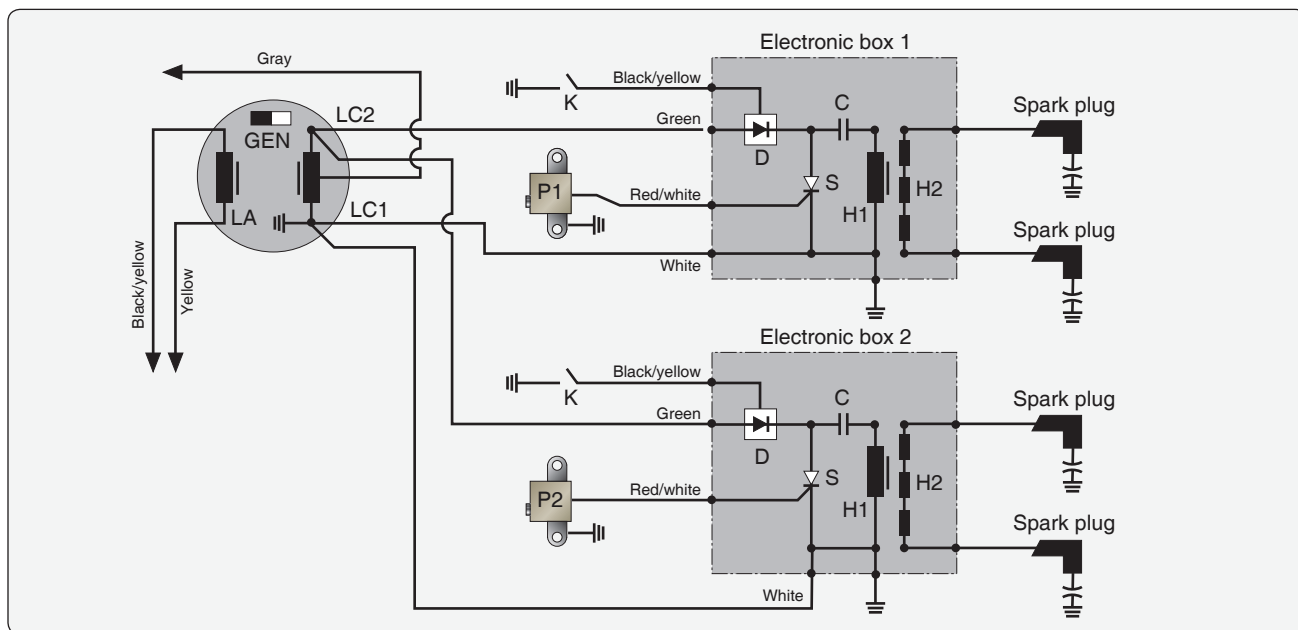 Electronic box 1
Gray
Black/yellow
K
C
Spark plug
LC2
Green
GEN
D
P1
Red/white
S
H1
H2
LA
LC1
White
Spark plug
Black/yellow
Yellow
Electronic box 2
Black/yellow
K
C
Spark plug
Green
D
P2
Red/white
S
H1
H2
Spark plug
White